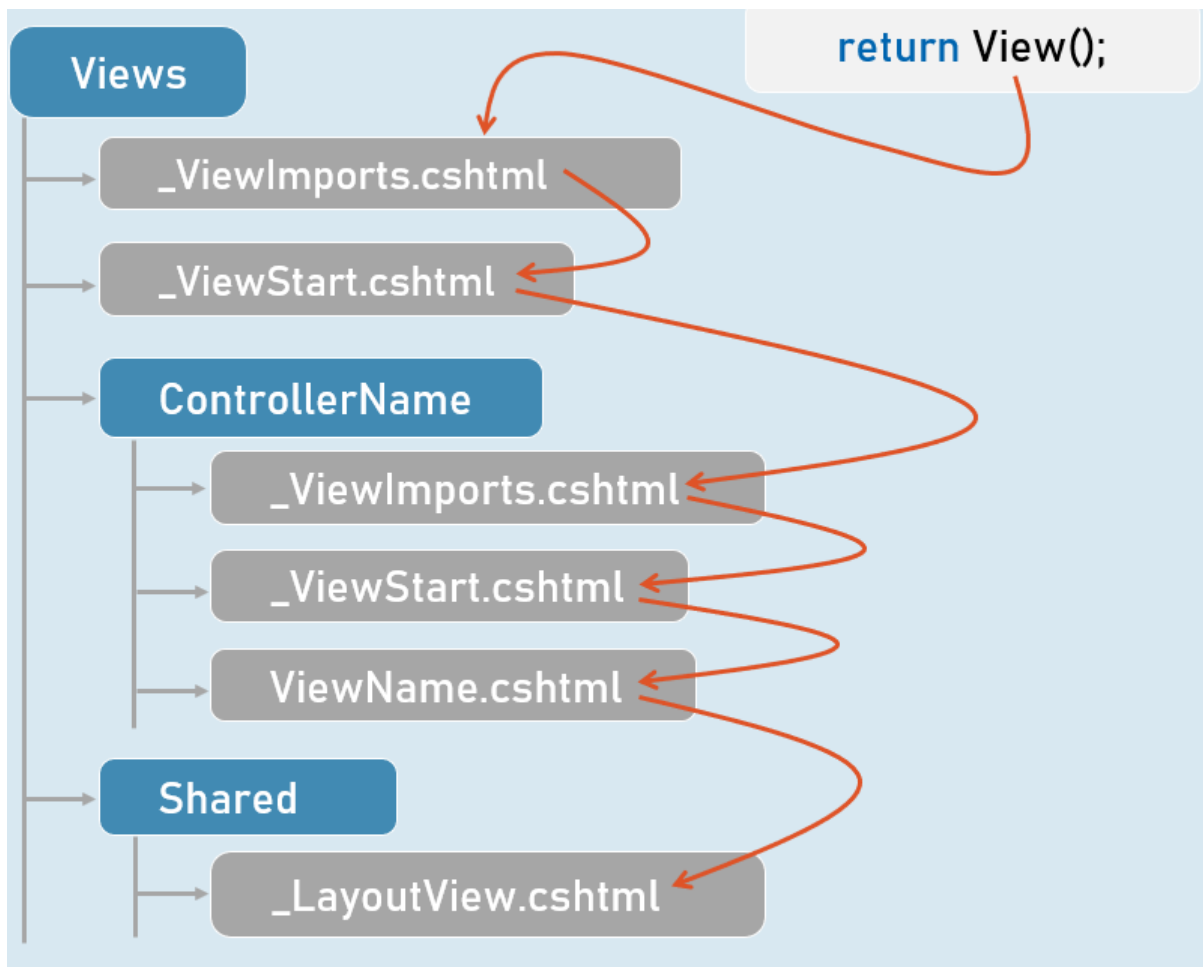 return View();
Views
_ViewImports.cshtml
_ViewStart.cshtml
ControllerName
_ViewImports.cshtml
_ViewStart.cshtml
ViewName.cshtml
Shared
_LayoutView.cshtml